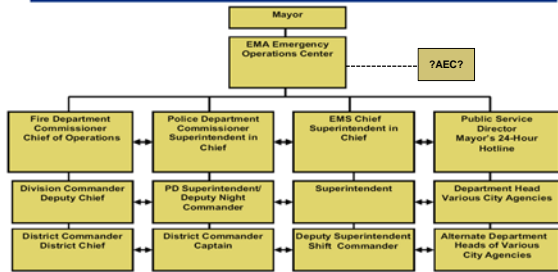 Mayor
EMA Emergency
Operations Center
?AEC?
Fire Department
Commissioner
Chief of Operations
Police Department
Commissioner
Superintendent in
Chief
EMS Chief
Superintendent in
Chief
Public Service
Director
Mayor's 24-Hour
Hotline
Division Commander
Deputy Chief
PD Superintendent/
Deputy Night
Commander
Superintendent
Department Head
Various City Agencies
District Commander
District Chief
District Commander
Captain
Deputy Superintendent
Shift Commander
Alternate Department
Heads of Various
City Agencies